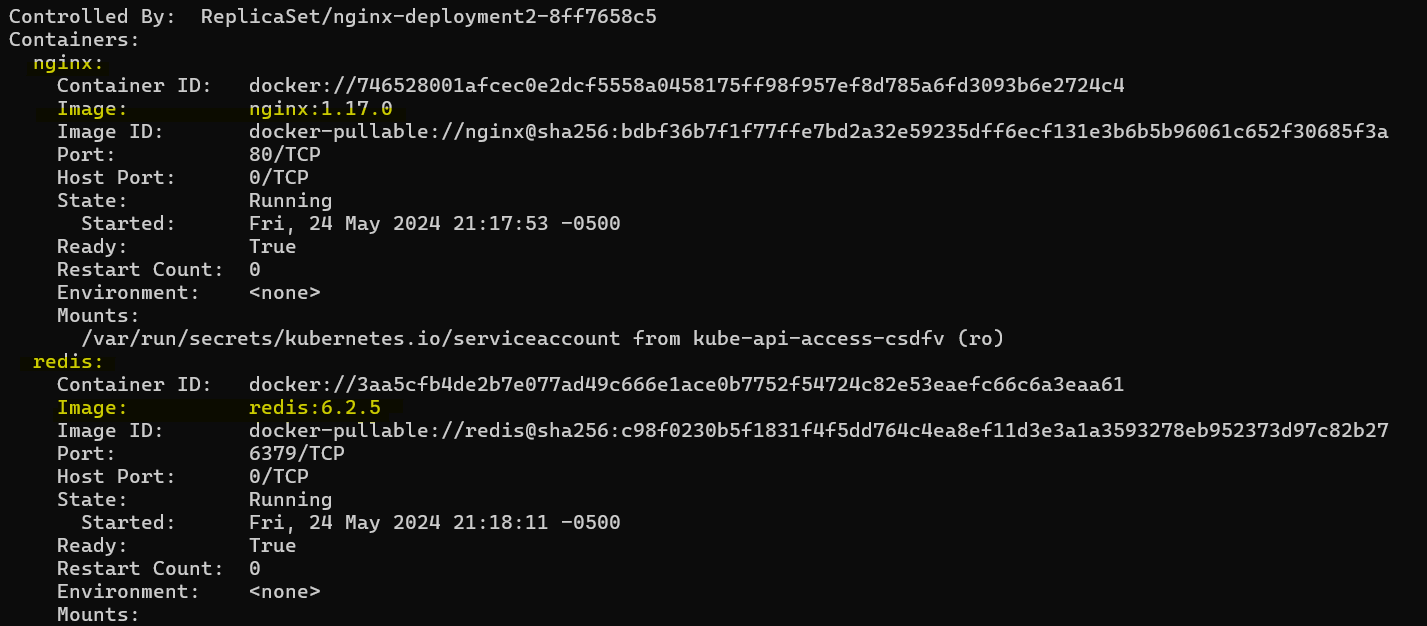 Controlled By:  ReplicaSet/nginx-deployment2-8ff7658c5
Containers:
  nginx:
    Container ID:   docker://746528001afcec0e2dcf5558a0458175ff98f957ef8d785a6fd3093b6e2724c4
    Image:          nginx:1.17.0
    Image ID:       docker-pullable://nginx@sha256:bdbf36b7f1f77ffe7bd2a32e59235dff6ecf131e3b6b5b96061c652f30685f3a
    Port:           80/TCP
    Host Port:      0/TCP
    State:          Running
      Started:      Fri, 24 May 2024 21:17:53 -0500
    Ready:          True
    Restart Count:  0
    Environment:    <none>
    Mounts:
      /var/run/secrets/kubernetes.io/serviceaccount from kube-api-access-csdfv (ro)
  redis:
    Container ID:   docker://3aa5cfb4de2b7e077ad49c666e1ace0b7752f54724c82e53eaefc66c6a3eaa61
    Image:          redis:6.2.5
    Image ID:       docker-pullable://redis@sha256:c98f0230b5f1831f4f5dd764c4ea8ef11d3e3a1a3593278eb952373d97c82b27
    Port:           6379/TCP
    Host Port:      0/TCP
    State:          Running
      Started:      Fri, 24 May 2024 21:18:11 -0500
    Ready:          True
    Restart Count:  0
    Environment:    <none>
    Mounts: